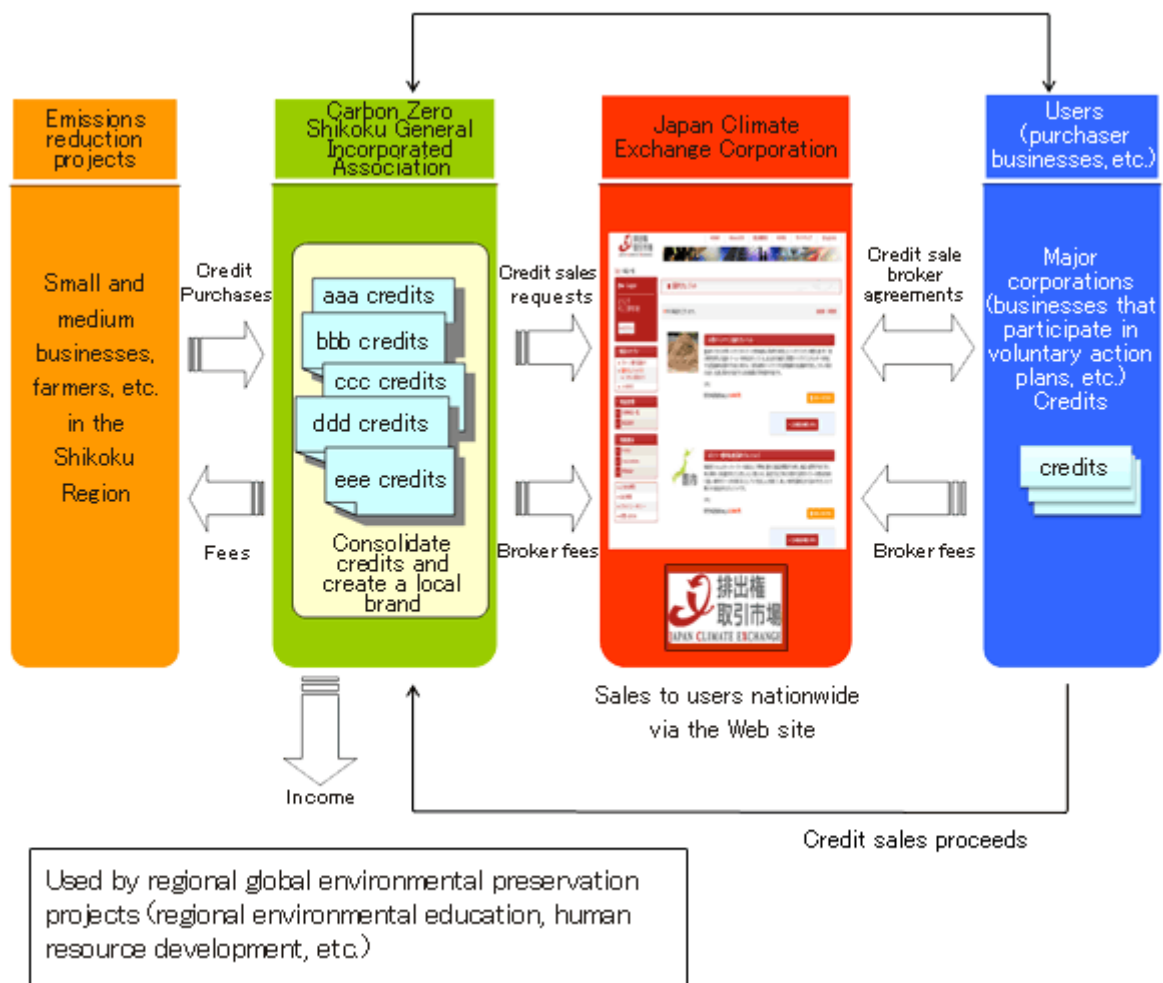 Emissions
reduction
projects
Small and
medium
businesses,
farmers, etc.
in the
Shikoku
Region
Credit
Purchases
Fees
Carbon Zero
Shikoku General
Incorporated
Association
aaa credits
bbb credits
ccc credits
ddd credits
eee credits
Consolidate
credits and
create a local
brand
Credit sales
requests
Broker fees
Japan Climate
Exchange Corporation
排出権
取引市場
JAPAN CLIMATE EXCHANGE
Sales to users nationwide
via the Web site
Credit sale
broker
agreements
Broker fees
Users
(purchaser
businesses, etc.)
Major
corporations
(businesses that
participate in
voluntary action
plans, etc.)
Credits
credits
Income
Credit sales proceeds
Used by regional global environmental preservation
projects (regional environmental education, human
resource development, etc.)